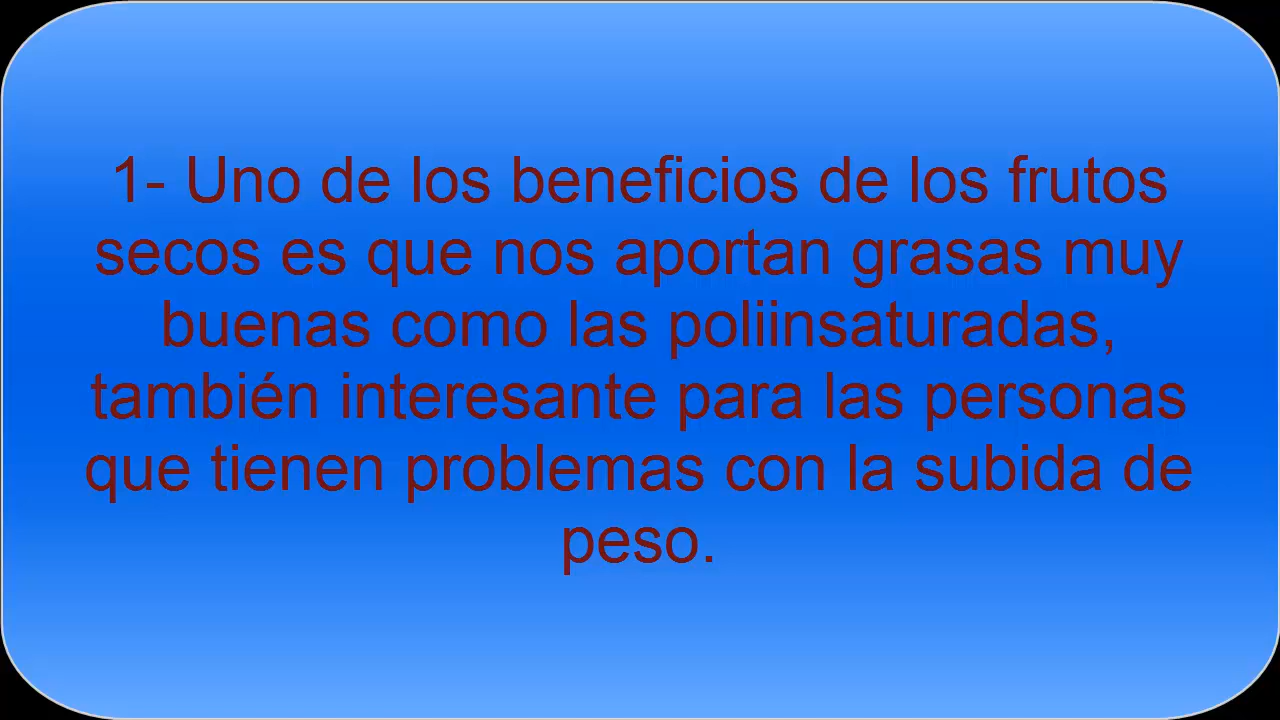 1- Uno de los beneficios de los frutos
secos es que nos aportan grasas muy
buenas como las poliinsaturadas,
también interesante para las personas
que tienen problemas con la subida de
peso.